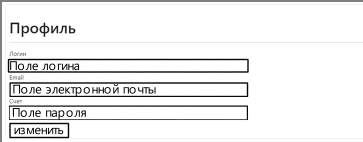 Профиль
Логин
Поле логина
Email
Поле электронной почты
Счет
Поле пароля
изменить